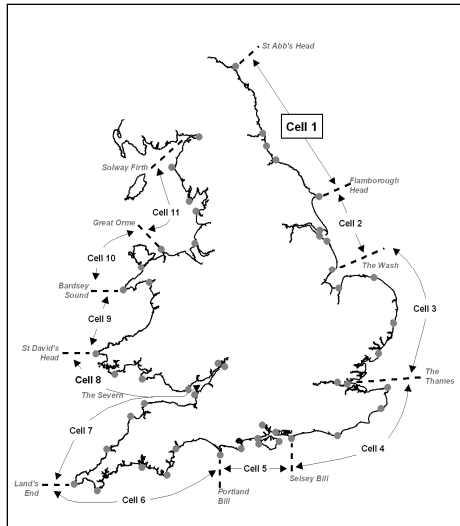 St Abb's Head
Cell 1
Solway Firth
Flamborough
Head
Cell 11
Great Orme
Cell 2
Cell 10
The Wash
Bardsey
Sound
Cell 3
Cell 9
St David's
Head
Cell 8
The
Thames
The Severn
Cell 7
Cell 4
Cell 5
Land's
End
Cell 6
Selsey Bill
Portland
Bill